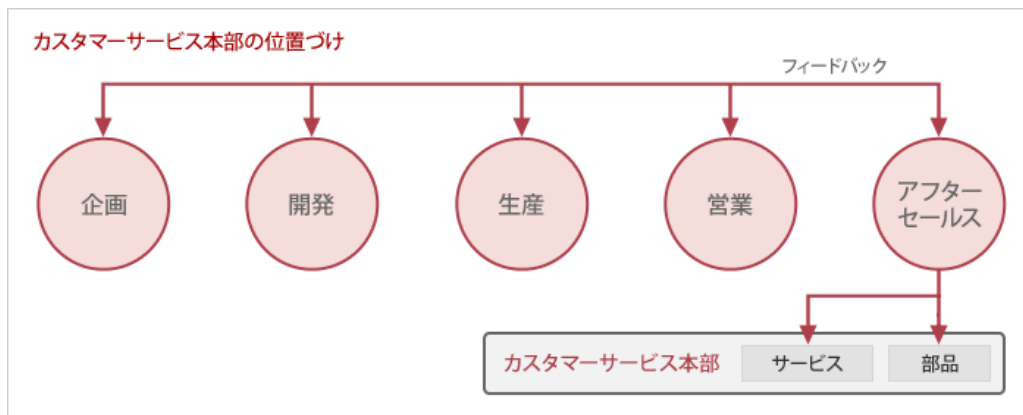 カスタマーサービス本部の位置づけ
フィードバック
企画
開発
生産
営業
アフター
セールス
カスタマーサービス本部
サービス
部品